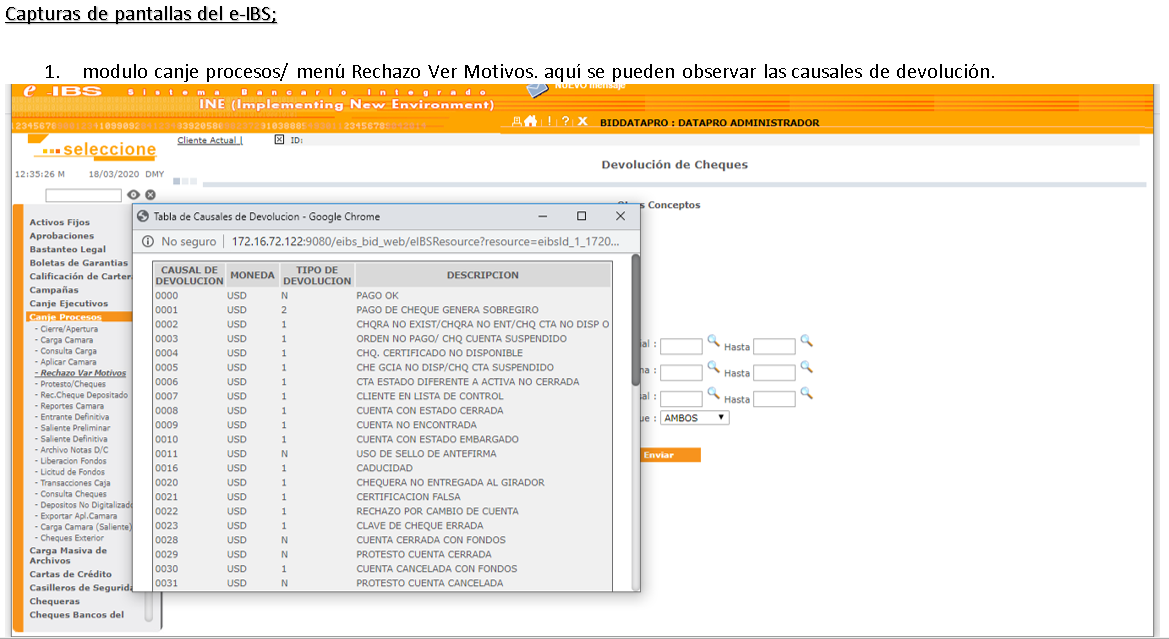 Capturas de pantallas del e-IBS;
1. modulo canje procesos/ menú Rechazo Ver Motivos. aquí se pueden observar las causales de devolución.
e-IBS Sistema Bancario Integrado
NUEVO mensaje
INE (Implementing New Environment)
BIDDATAPRO : DATAPRO ADMINISTRADOR
...seleccione
Cliente Actual [
ID:
12:35:26 M 18/03/2020 DMY
Devolución de Cheques
Conceptos
Activos Fijos
Aprobaciones
Bastanteo Legal
Boletas de Garantias
Calificación de Carter
Campañas
Canje Ejecutivos
Canje Procesos
- Cierre/Apertura
- Carga Camara
- Consulta Carga
- Aplicar Camara
- Rechazo Var Motivos
- Protesto/Cheques
- Rec.Cheque Depositado
- Reportes Camara
- Entrante Definitiva
- Saliente Preliminar
- Saliente Definitiva
- Archivo Notas D/C
- Liberacion Fondos
- Licitud de Fondos
- Transacciones Caja
- Consulta Cheques
- Depositos No Digitalizado
- Exportar Apl.Camara
- Carga Camara (Saliente)
- Cheques Exterior
Carga Masiva de
Archivos
Cartas de Crédito
Casilleros de Segurida
Chequeras
Cheques Bancos del
Tabla de Causales de Devolucion - Google Chrome
No seguro | 172.16.72.122:9080/eibs_bid_web/eIBSResource?resource=eibsId_1_1720...
CAUSAL DE DEVOLUCION MONEDA TIPO DE DEVOLUCION DESCRIPCION
0000 USD N PAGO OK
0001 USD 2 PAGO DE CHEQUE GENERA SOBREGIRO
0002 USD 1 CHQRA NO EXIST/CHQRA NO ENT/CHQ CTA NO DISP O
0003 USD 1 ORDEN NO PAGO/ CHQ CUENTA SUSPENDIDO
0004 USD 1 CHQ. CERTIFICADO NO DISPONIBLE
0005 USD 1 CHE GCIA NO DISP/CHQ CTA SUSPENDIDO
0006 USD 1 CTA ESTADO DIFERENTE A ACTIVA NO CERRADA
0007 USD 1 CLIENTE EN LISTA DE CONTROL
0008 USD 1 CUENTA CON ESTADO CERRADA
0009 USD 1 CUENTA NO ENCONTRADA
0010 USD 1 CUENTA CON ESTADO EMBARGADO
0011 USD N USO DE SELLO DE ANTEFIRMA
0016 USD 1 CADUCIDAD
0020 USD 1 CHEQUERA NO ENTREGADA AL GIRADOR
0021 USD 1 CERTIFICACION FALSA
0022 USD 1 RECHAZO POR CAMBIO DE CUENTA
0023 USD 1 CLAVE DE CHEQUE ERRADA
0028 USD N CUENTA CERRADA CON FONDOS
0029 USD N PROTESTO CUENTA CERRADA
0030 USD 1 CUENTA CANCELADA CON FONDOS
0031 USD N PROTESTO CUENTA CANCELADA
ial : Hasta
na : Hasta
sal : Hasta
ue : AMBOS
Enviar